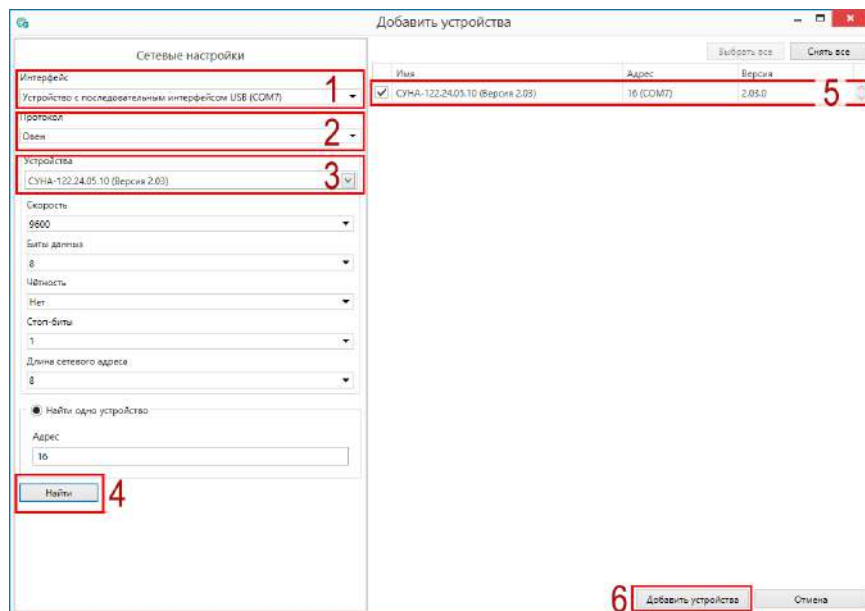 Добавить устройства
Сетевые настройки
Интерфейс
Устройство с последовательным интерфейсом USB (COM7)
1
Протокол
Овен
2
Устройства
СУНА-122.24.05.10 (Версия 2.03)
3
Скорость
9600
Биты данных
8
Чётность
Нет
Стоп-биты
1
Длина сетевого адреса
8
Найти одно устройство
Адрес
16
Найти
4
Выбрать все
Снять все
Имя Адрес Версия
СУНА-122.24.05.10 (Версия 2.03) 16 (COM7) 2.03.0
5
6
Добавить устройства
Отмена